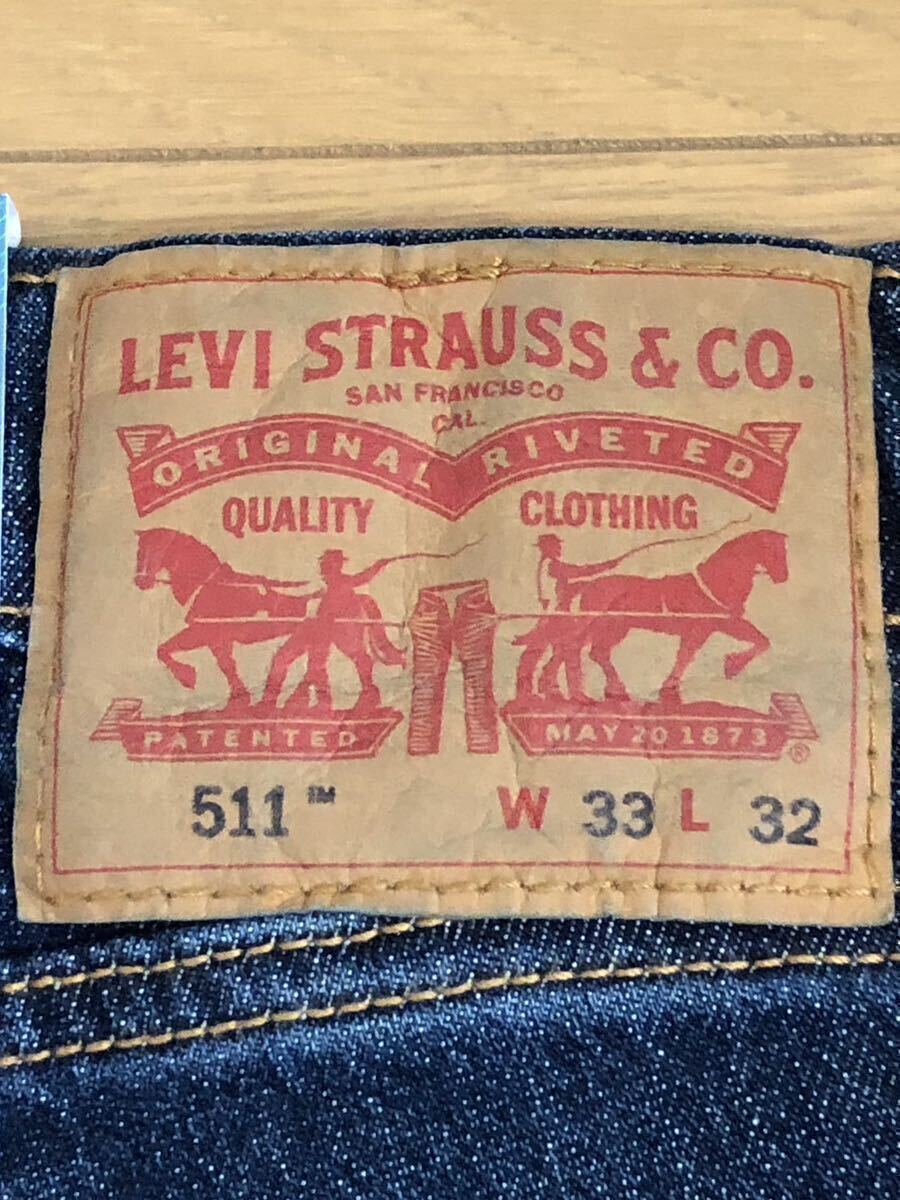 LEVI STRAUSS & CO.
SAN FRANCISCO
CAL.
ORIGINAL RIVETED
QUALITY CLOTHING
PATENTED MAY 20 1873 ®
511™ W 33 L 32